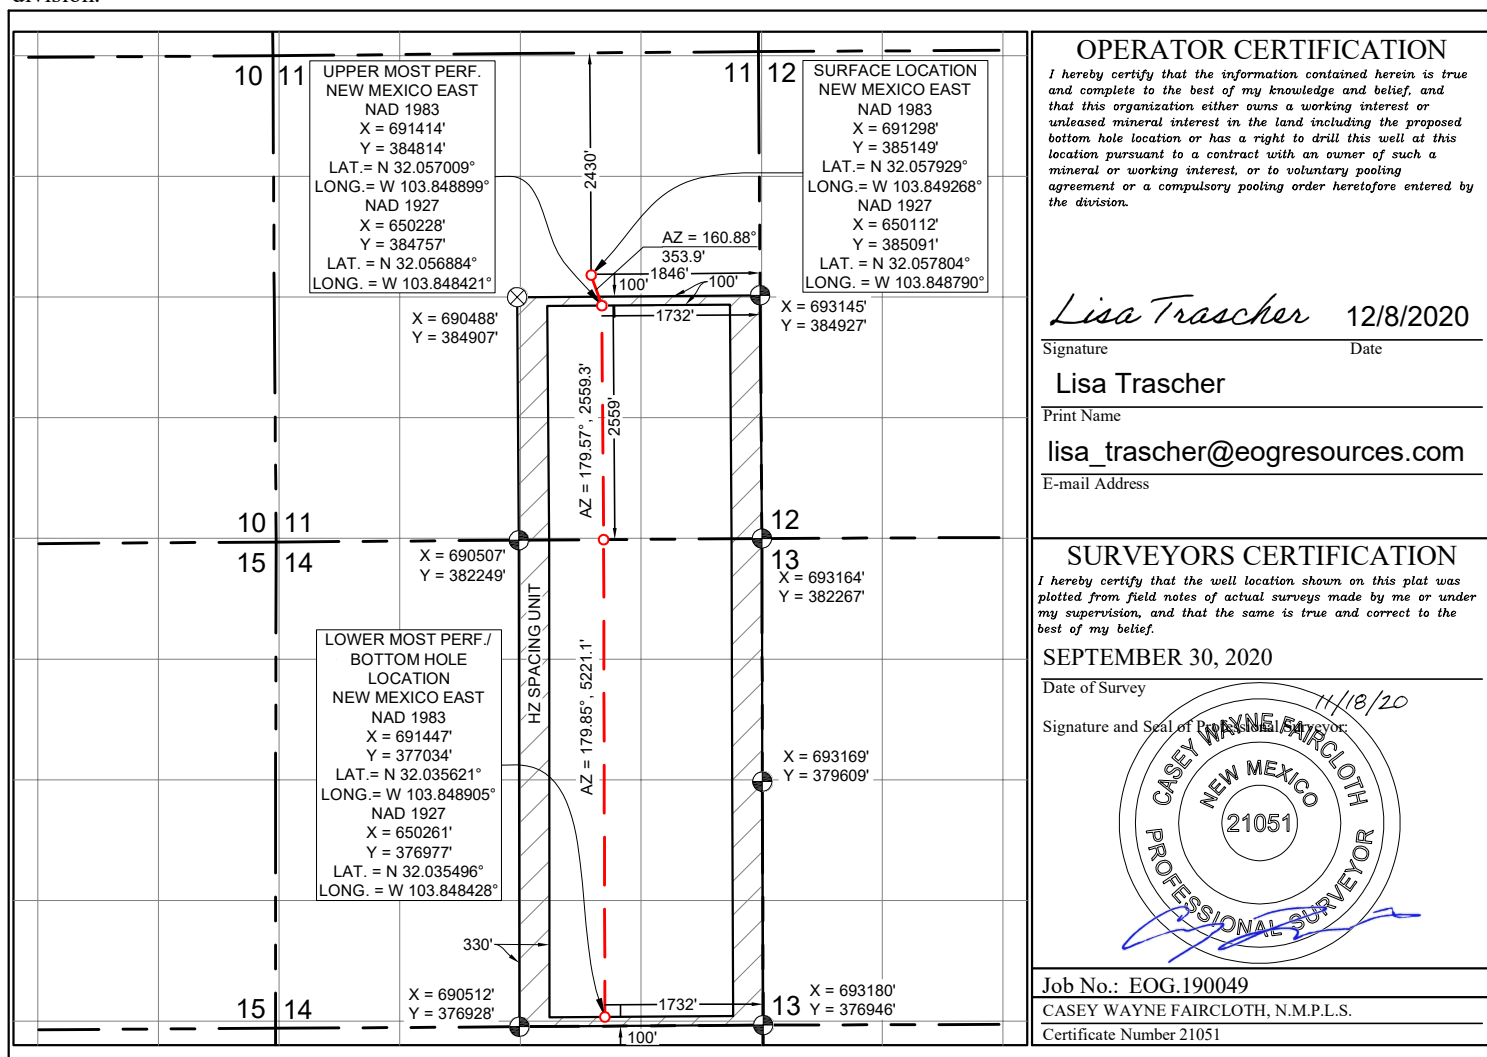 division.
10
11
11
12
UPPER MOST PERF.
NEW MEXICO EAST
NAD 1983
X = 691414'
Y = 384814'
LAT.= N 32.057009°
LONG.= W 103.848899°
NAD 1927
X = 650228'
Y = 384757'
LAT. = N 32.056884°
LONG. = W 103.848421°
SURFACE LOCATION
NEW MEXICO EAST
NAD 1983
X = 691298'
Y = 385149'
LAT.= N 32.057929°
LONG.= W 103.849268°
NAD 1927
X = 650112'
Y = 385091'
LAT. = N 32.057804°
LONG. = W 103.848790°
2430'
AZ = 160.88°
353.9'
1846'
100'
100'
1732'
X = 690488'
Y = 384907'
X = 693145'
Y = 384927'
AZ = 179.57°, 2559.3'
2559'
10
11
12
15
14
13
X = 690507'
Y = 382249'
X = 693164'
Y = 382267'
HZ SPACING UNIT
AZ = 179.85°, 5221.1'
LOWER MOST PERF./
BOTTOM HOLE
LOCATION
NEW MEXICO EAST
NAD 1983
X = 691447'
Y = 377034'
LAT.= N 32.035621°
LONG.= W 103.848905°
NAD 1927
X = 650261'
Y = 376977'
LAT. = N 32.035496°
LONG. = W 103.848428°
X = 693169'
Y = 379609'
330'
X = 690512'
Y = 376928'
1732'
X = 693180'
Y = 376946'
15
14
13
100'
OPERATOR CERTIFICATION
I hereby certify that the information contained herein is true
and complete to the best of my knowledge and belief, and
that this organization either owns a working interest or
unleased mineral interest in the land including the proposed
bottom hole location or has a right to drill this well at this
location pursuant to a contract with an owner of such a
mineral or working interest, or to voluntary pooling
agreement or a compulsory pooling order heretofore entered by
the division.
Lisa Trascher 12/8/2020
Signature Date
Lisa Trascher
Print Name
lisa_trascher@eogresources.com
E-mail Address
SURVEYORS CERTIFICATION
I hereby certify that the well location shown on this plat was
plotted from field notes of actual surveys made by me or under
my supervision, and that the same is true and correct to the
best of my belief.
SEPTEMBER 30, 2020
Date of Survey
11/18/20
Signature and Seal of Professional Surveyor:
CASEY WAYNE FAIRCLOTH
NEW MEXICO
21051
PROFESSIONAL SURVEYOR
Job No.: EOG.190049
CASEY WAYNE FAIRCLOTH, N.M.P.L.S.
Certificate Number 21051